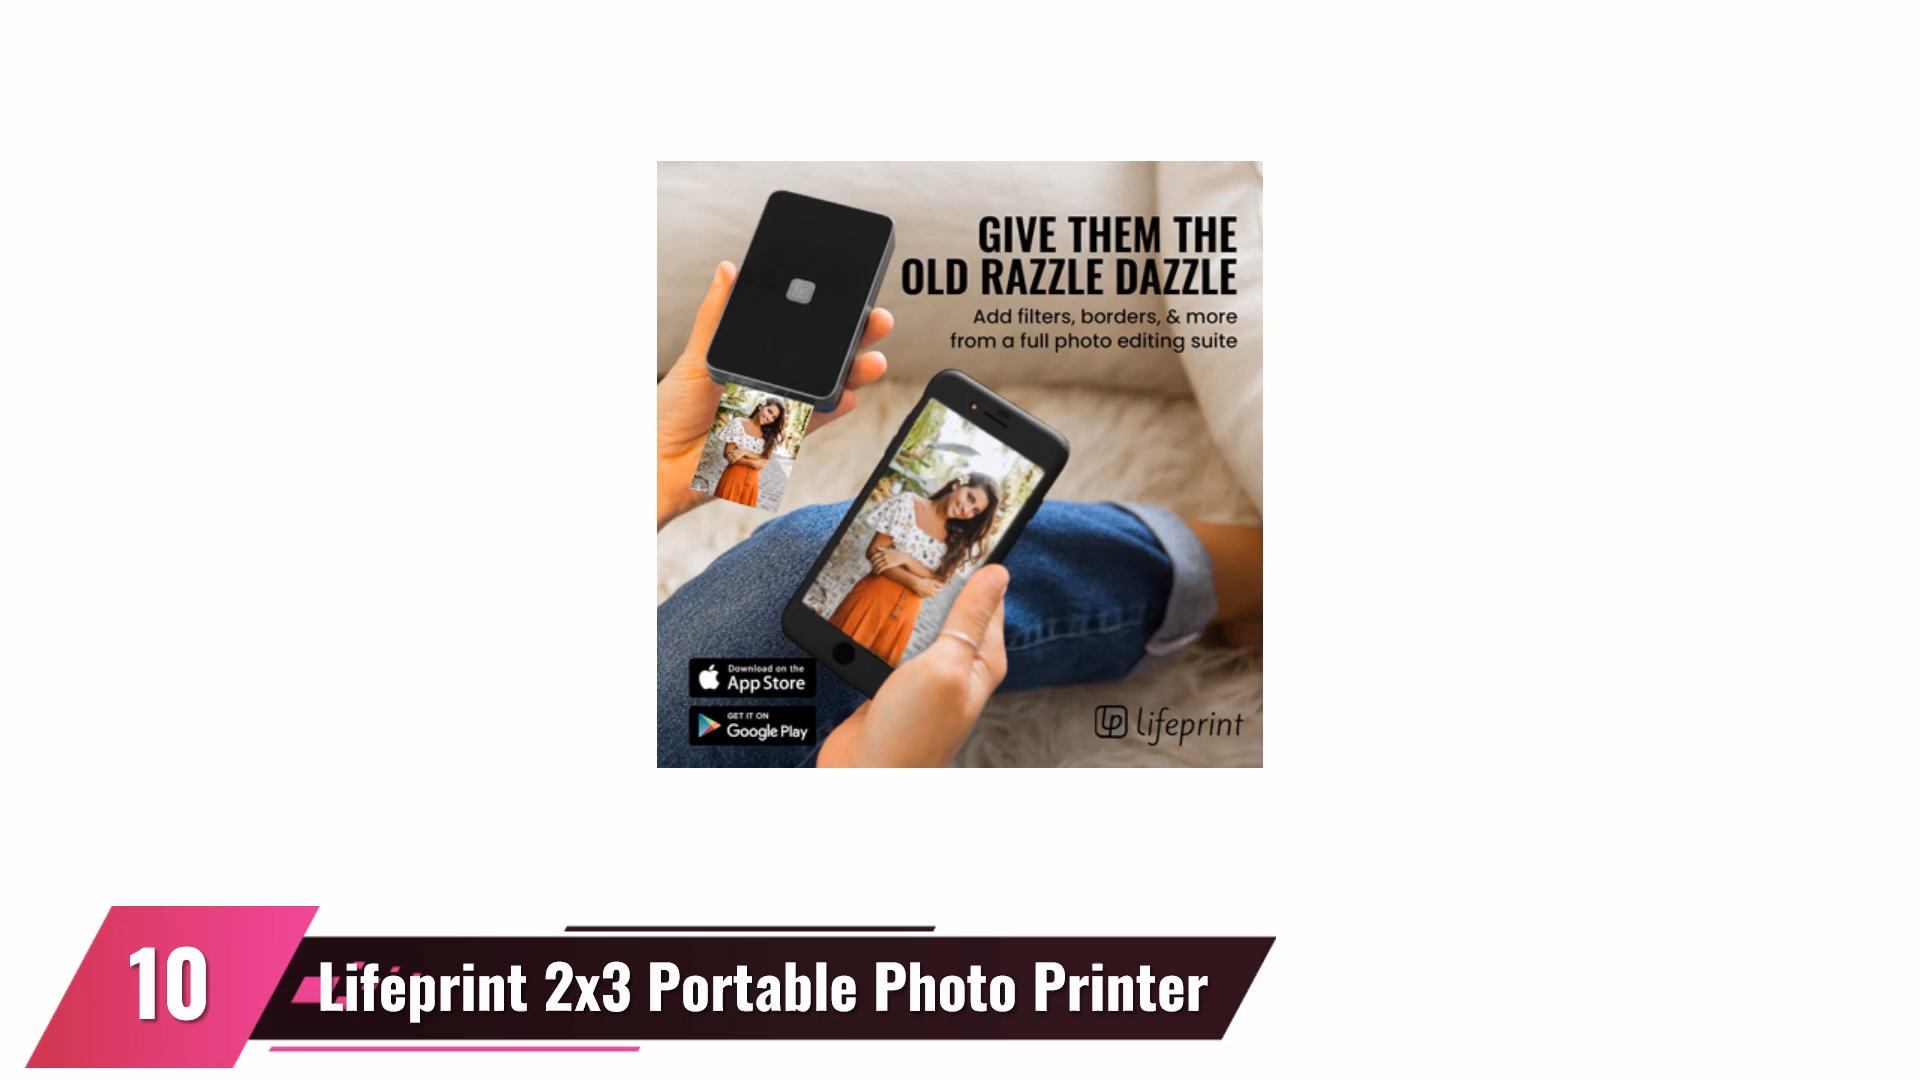 GIVE THEM THE
OLD RAZZLE DAZZLE
Add filters, borders, & more
from a full photo editing suite
Download on the
App Store
GET IT ON
Google Play
Lp lifeprint
10
Lifeprint 2x3 Portable Photo Printer